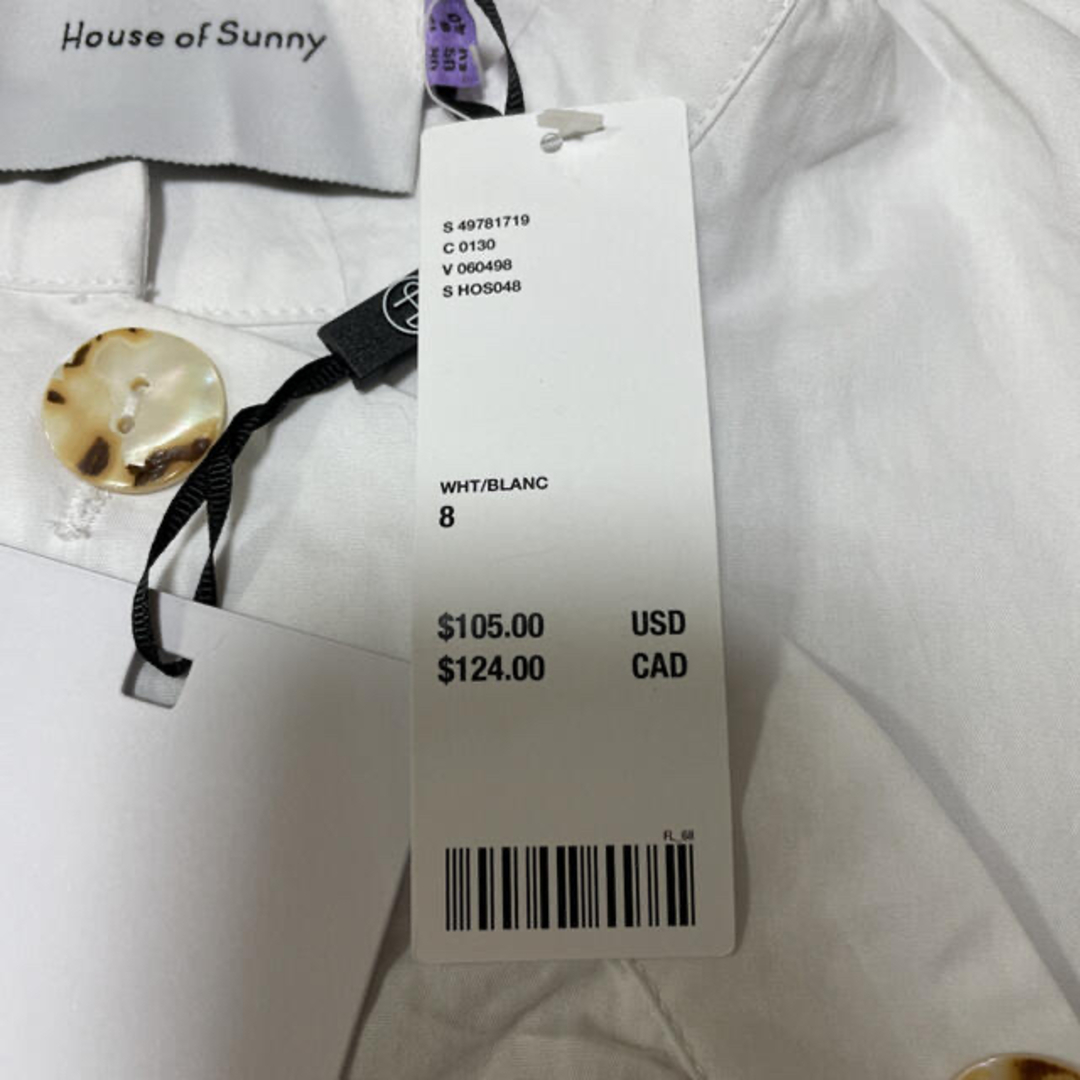 House of Sunny
S 49781719
C 0130
V 060498
S HOS048
WHT/BLANC
8
$105.00 USD
$124.00 CAD
FL_68